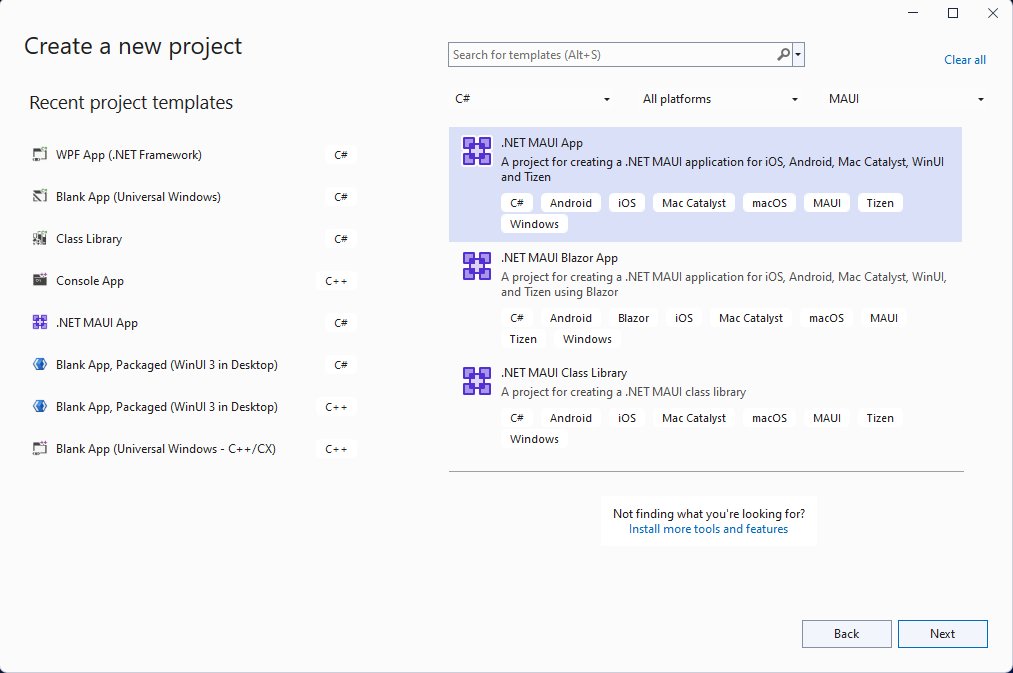 Create a new project
Recent project templates
WPF App (.NET Framework) C#
Blank App (Universal Windows) C#
Class Library C#
Console App C++
.NET MAUI App C#
Blank App, Packaged (WinUI 3 in Desktop) C#
Blank App, Packaged (WinUI 3 in Desktop) C++
Blank App (Universal Windows - C++/CX) C++
Search for templates (Alt+S)
Clear all
C# All platforms MAUI
.NET MAUI App
A project for creating a .NET MAUI application for iOS, Android, Mac Catalyst, WinUI
and Tizen
C# Android iOS Mac Catalyst macOS MAUI Tizen
Windows
.NET MAUI Blazor App
A project for creating a .NET MAUI application for iOS, Android, Mac Catalyst, WinUI,
and Tizen using Blazor
C# Android Blazor iOS Mac Catalyst macOS MAUI
Tizen Windows
.NET MAUI Class Library
A project for creating a .NET MAUI class library
C# Android iOS Mac Catalyst macOS MAUI Tizen
Windows
Not finding what you're looking for?
Install more tools and features
Back Next